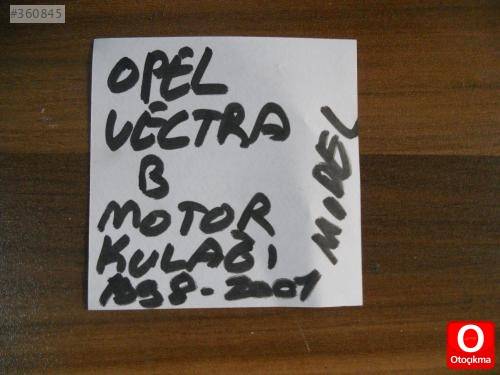 #360845
OPEL
VECTRA
B
MOTOR
KULAĞI
1998-2001
MODEL
O
Otoçıkma